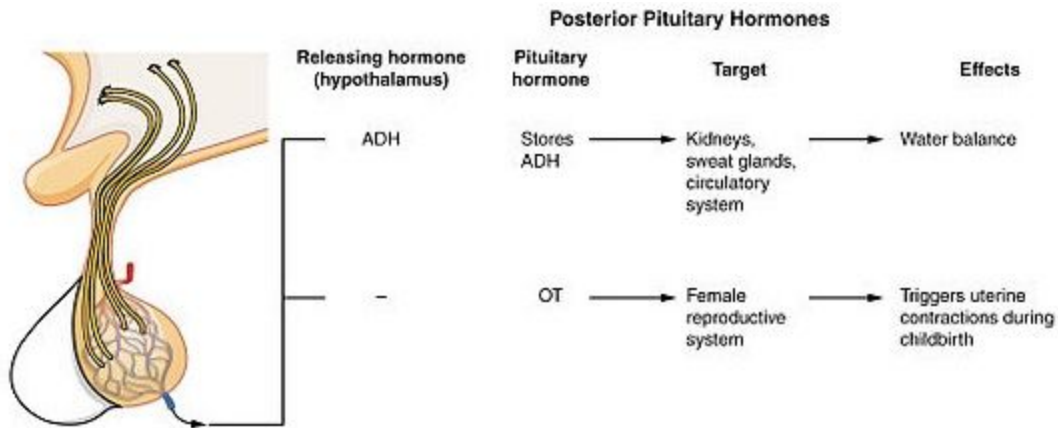 Posterior Pituitary Hormones
Releasing hormone
(hypothalamus)
Pituitary
hormone
Target
Effects
ADH
Stores
ADH
Kidneys,
sweat glands,
circulatory
system
Water balance
–
OT
Female
reproductive
system
Triggers uterine
contractions during
childbirth